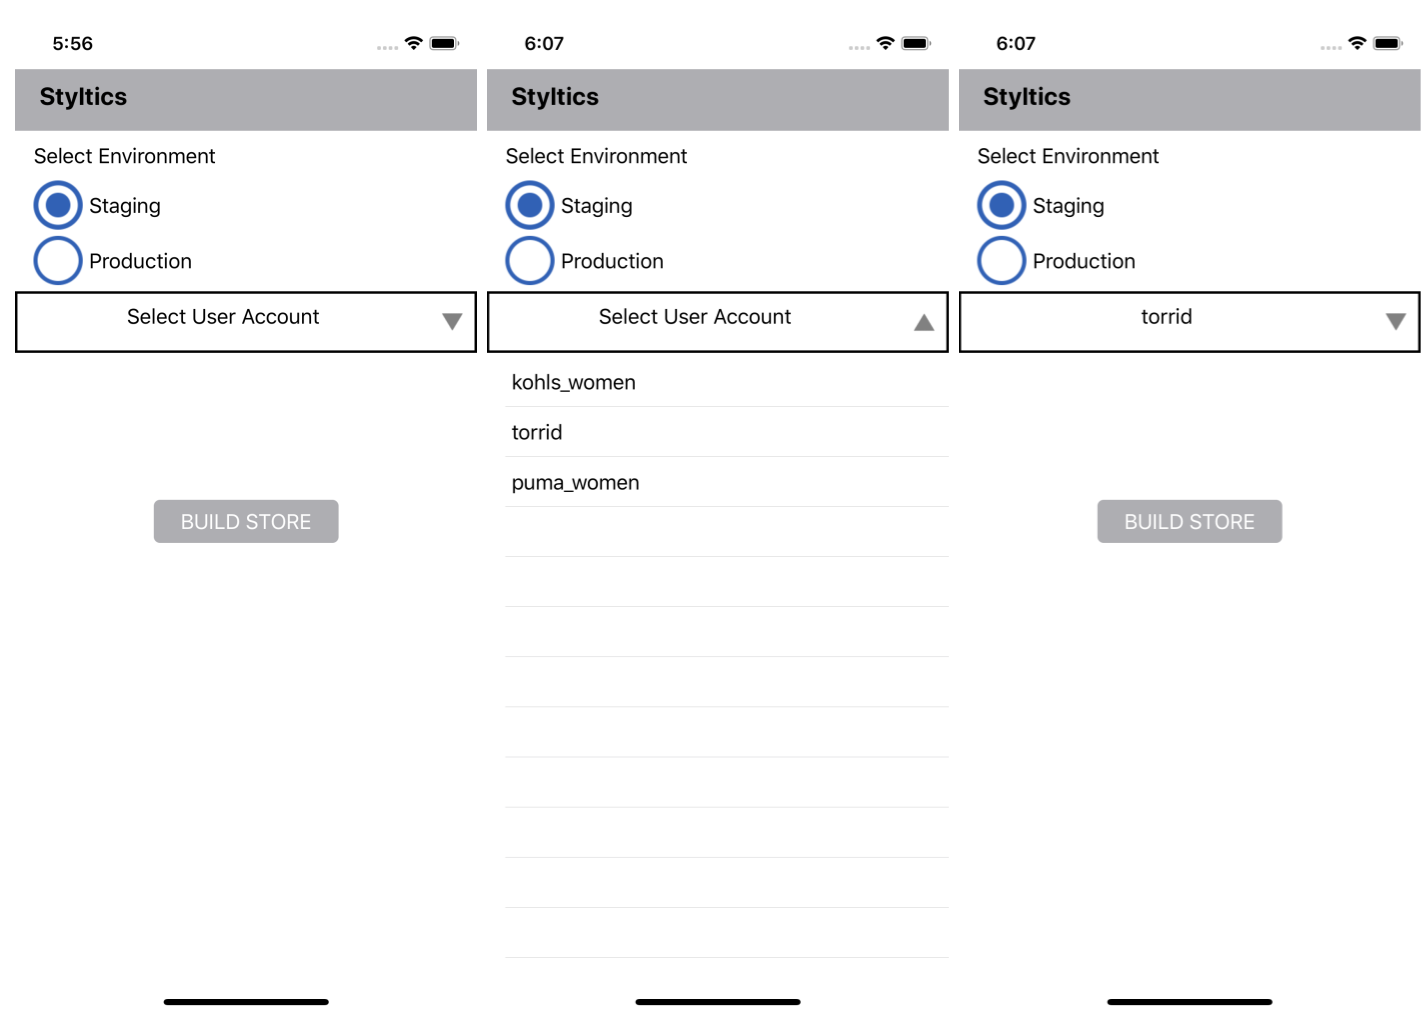 5:56
Styltics
Select Environment
Staging
Production
Select User Account
BUILD STORE
6:07
Styltics
Select Environment
Staging
Production
Select User Account
kohls_women
torrid
puma_women
6:07
Styltics
Select Environment
Staging
Production
torrid
BUILD STORE